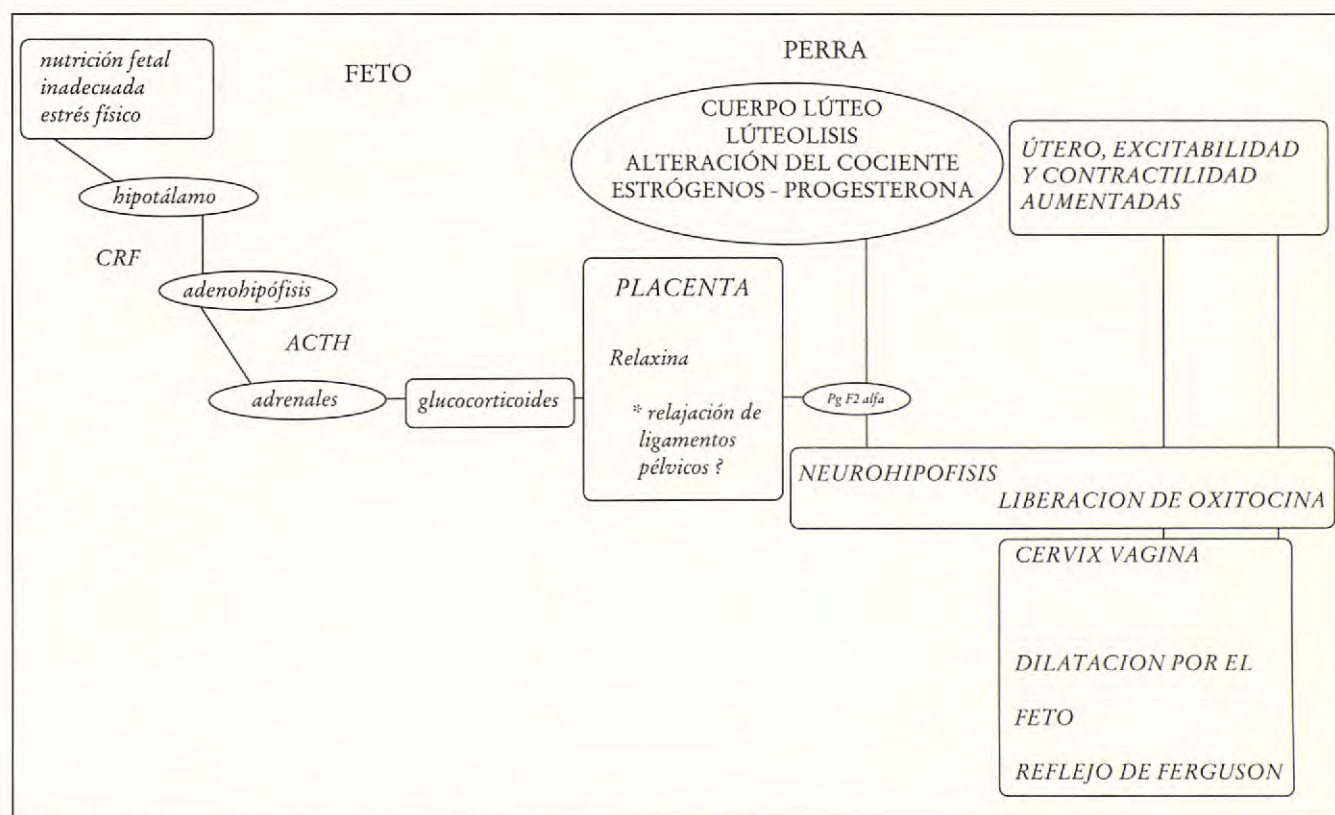 nutrición fetal
inadecuada
estrés físico
FETO
PERRA
hipotálamo
CRF
adenohipófisis
ACTH
adrenales
glucocorticoides
PLACENTA
Relaxina
* relajación de
ligamentos
pélvicos ?
CUERPO LÚTEO
LÚTEOLISIS
ALTERACIÓN DEL COCIENTE
ESTRÓGENOS - PROGESTERONA
Pg F2 alfa
ÚTERO, EXCITABILIDAD
Y CONTRACTILIDAD
AUMENTADAS
NEUROHIPOFISIS
LIBERACION DE OXITOCINA
CERVIX VAGINA
DILATACION POR EL
FETO
REFLEJO DE FERGUSON